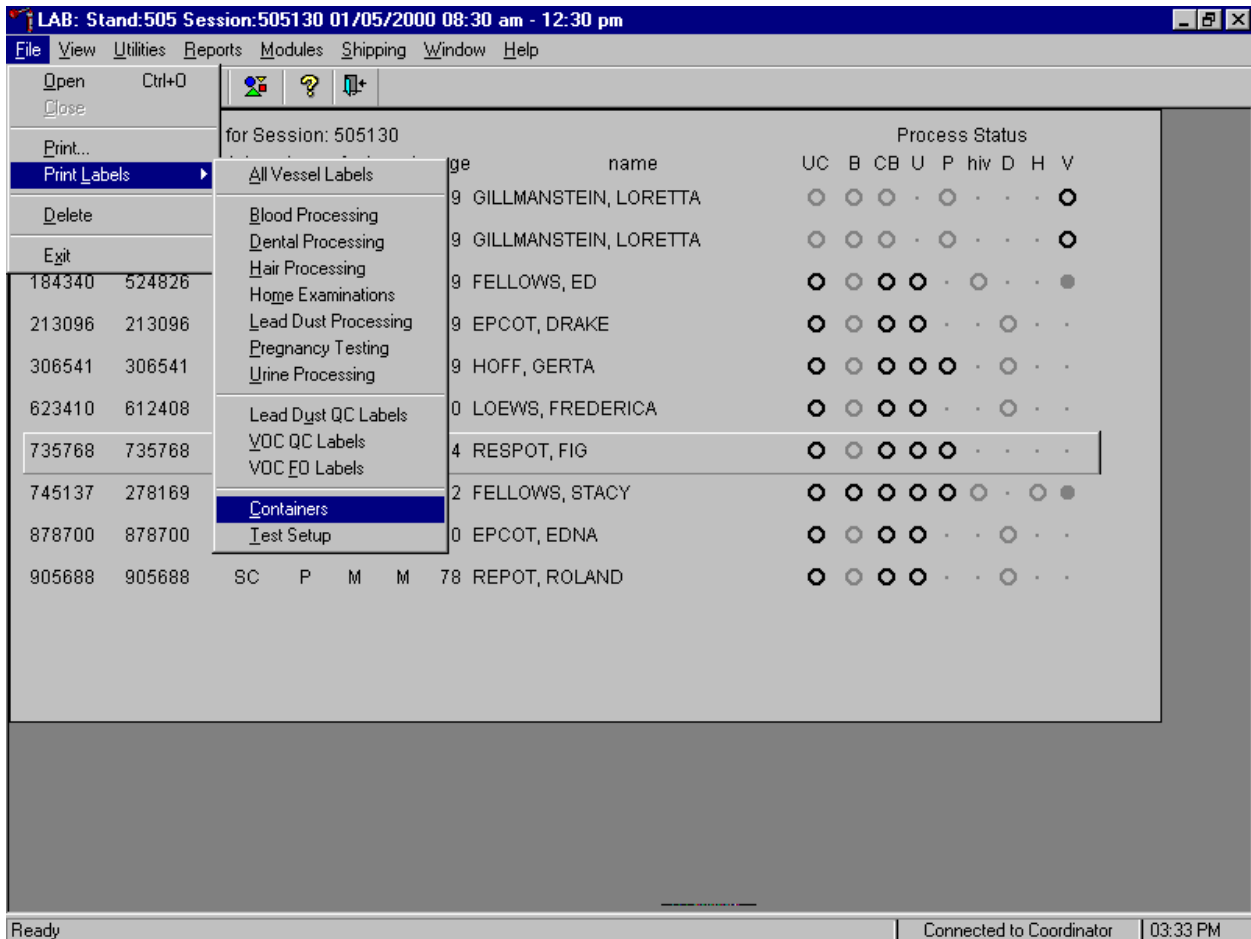 LAB: Stand:505 Session:505130 01/05/2000 08:30 am - 12:30 pm
File View Utilities Reports Modules Shipping Window Help
Open Ctrl+O
Close
Print...
Print Labels
Delete
Exit
All Vessel Labels
Blood Processing
Dental Processing
Hair Processing
Home Examinations
Lead Dust Processing
Pregnancy Testing
Urine Processing
Lead Dust QC Labels
VOC QC Labels
VOC FO Labels
Containers
Test Setup
for Session: 505130 Process Status
ge name UC B CB U P hiv D H V
9 GILLMANSTEIN, LORETTA
9 GILLMANSTEIN, LORETTA
184340 524826 9 FELLOWS, ED
213096 213096 9 EPCOT, DRAKE
306541 306541 9 HOFF, GERTA
623410 612408 0 LOEWS, FREDERICA
735768 735768 4 RESPOT, FIG
745137 278169 2 FELLOWS, STACY
878700 878700 0 EPCOT, EDNA
905688 905688 SC P M M 78 REPOT, ROLAND
Ready Connected to Coordinator 03:33 PM